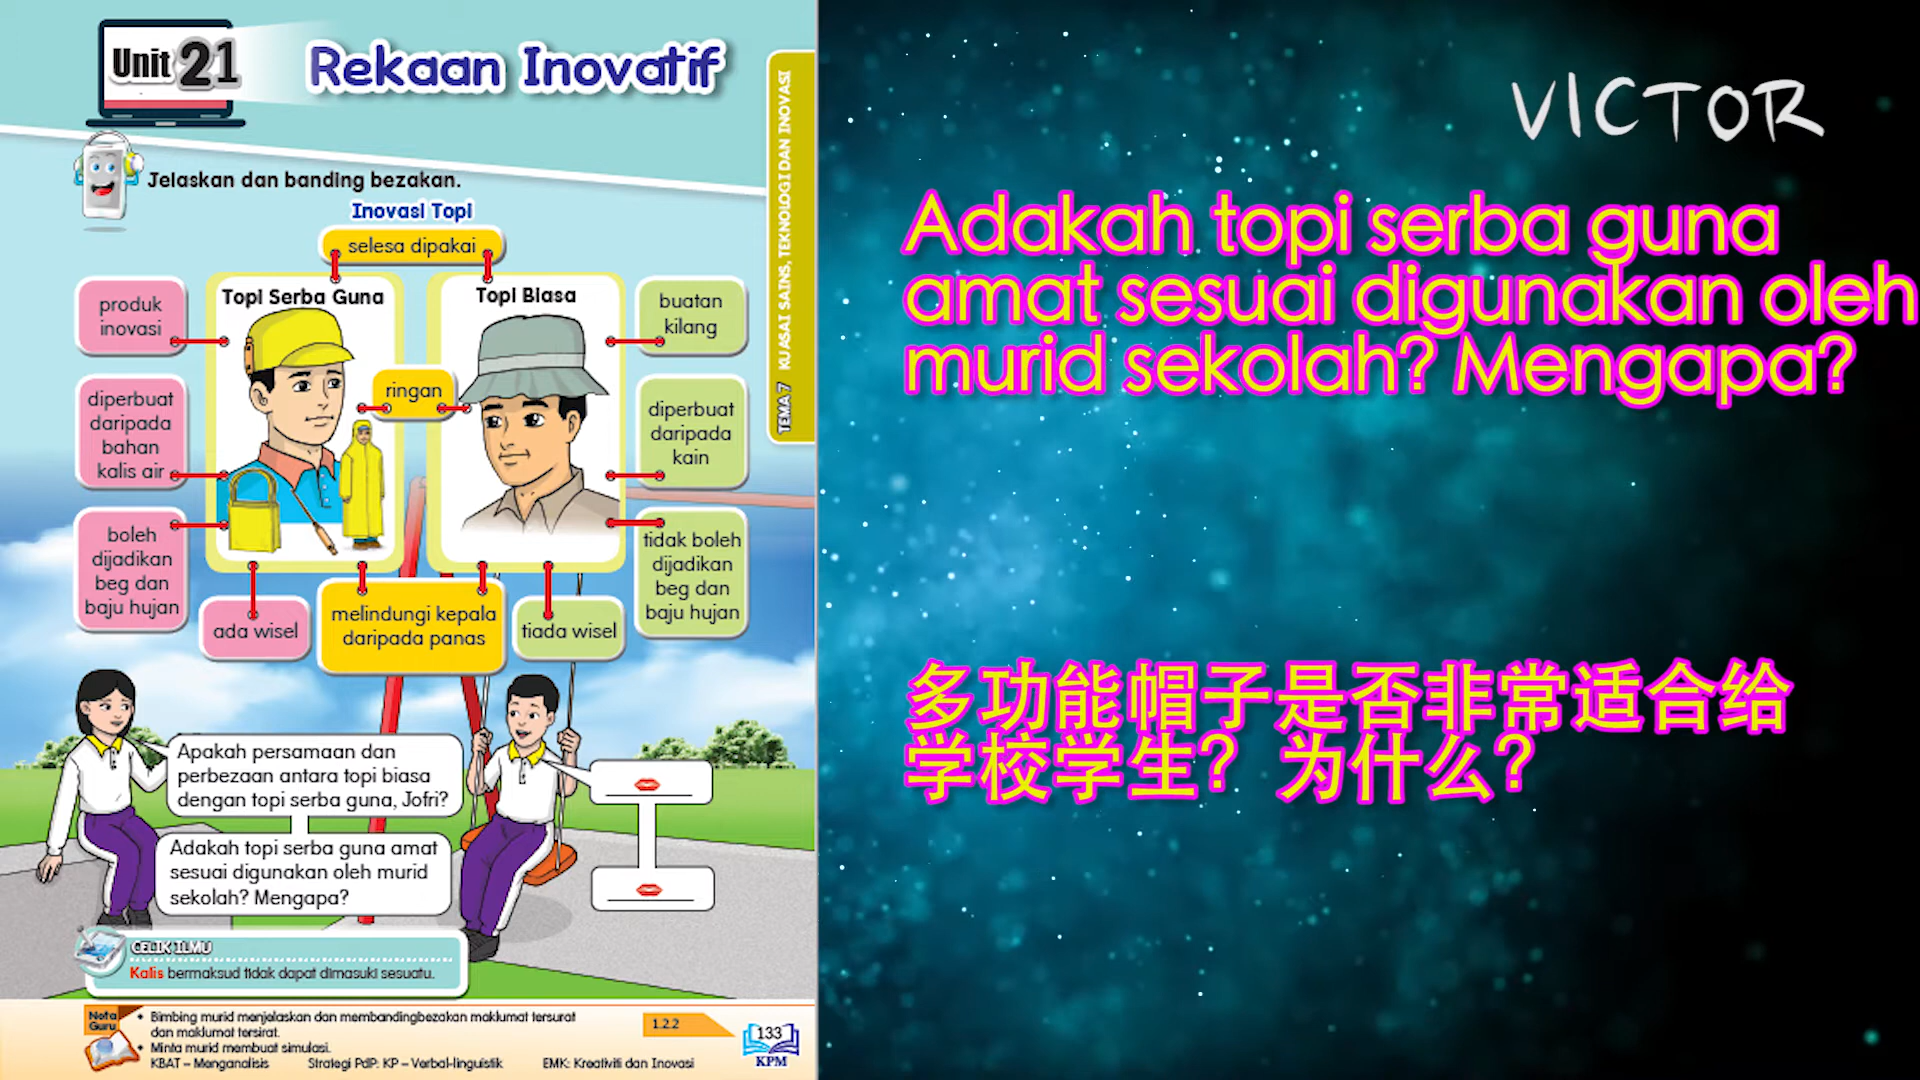 Unit 21
Rekaan Inovatif
Jelaskan dan banding bezakan.
Inovasi Topi
selesa dipakai
Topi Serba Guna
Topi Biasa
produk
inovasi
buatan
kilang
ringan
diperbuat
daripada
bahan
kalis air
diperbuat
daripada
kain
boleh
dijadikan
beg dan
baju hujan
tidak boleh
dijadikan
beg dan
baju hujan
ada wisel
melindungi kepala
daripada panas
tiada wisel
TEMA 7 KUASAI SAINS, TEKNOLOGI DAN INOVASI
Apakah persamaan dan
perbezaan antara topi biasa
dengan topi serba guna, Jofri?
Adakah topi serba guna amat
sesuai digunakan oleh murid
sekolah? Mengapa?
CELIK ILMU
Kalis bermaksud tidak dapat dimasuki sesuatu.
Nota
Guru
• Bimbing murid menjelaskan dan membandingbezakan maklumat tersurat
dan maklumat tersirat.
• Minta murid membuat simulasi.
KBAT – Menganalisis Strategi PdP: KP – Verbal-linguistik EMK: Kreativiti dan Inovasi
1.2.2
133
KPM
VICTOR
Adakah topi serba guna
amat sesuai digunakan oleh
murid sekolah? Mengapa?
多功能帽子是否非常适合给
学校学生？ 为什么？